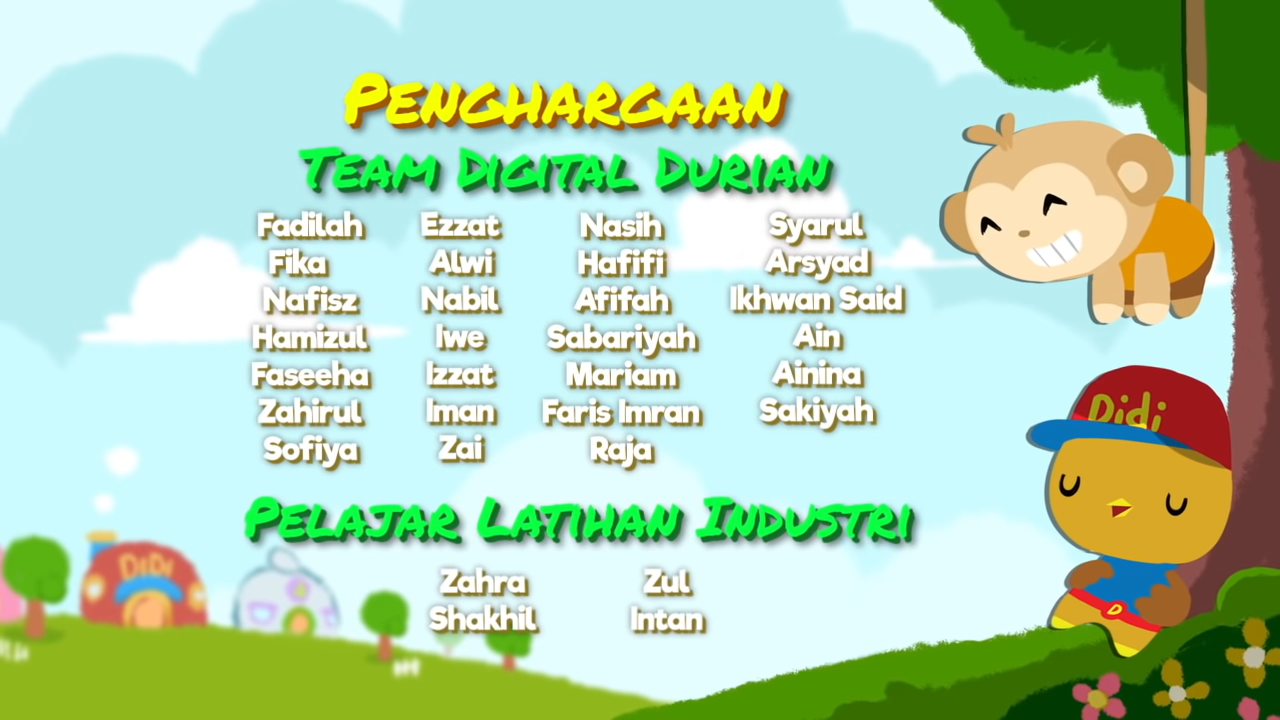 Penghargaan
Team Digital Durian
Fadilah Ezzat Nasih Syarul
Fika Alwi Hafifi Arsyad
Nafisz Nabil Afifah Ikhwan Said
Hamizul Iwe Sabariyah Ain
Faseeha Izzat Mariam Ainina
Zahirul Iman Faris Imran Sakiyah
Sofiya Zai Raja
Pelajar Latihan Industri
Zahra Zul
Shakhil Intan
Didi
DiDi
D